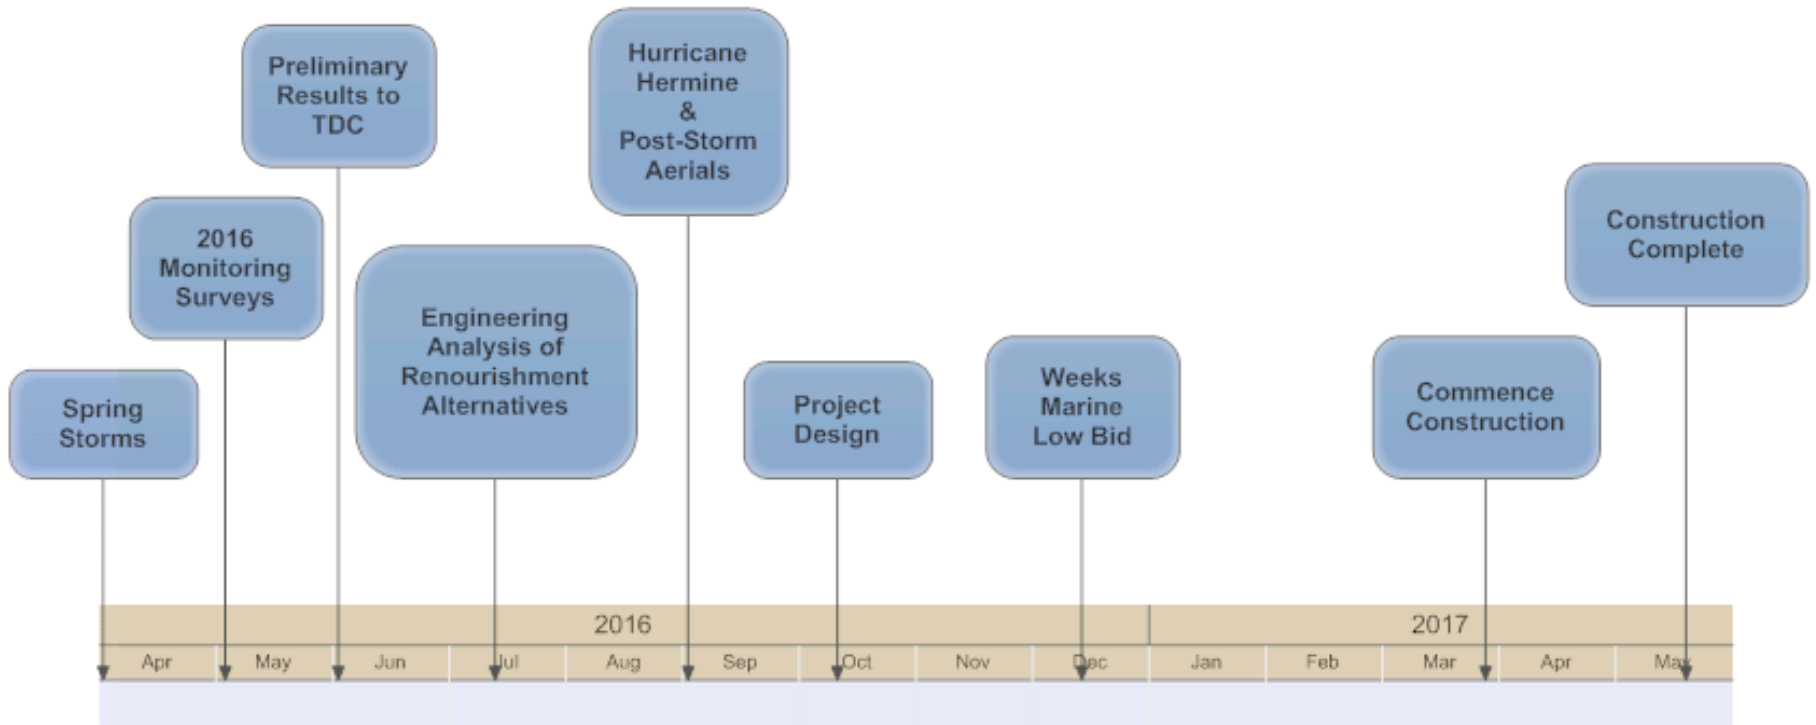 Preliminary
Results to
TDC
Hurricane
Hermine
&
Post-Storm
Aerials
2016
Monitoring
Surveys
Construction
Complete
Engineering
Analysis of
Renourishment
Alternatives
Spring
Storms
Project
Design
Weeks
Marine
Low Bid
Commence
Construction
2016 2017
Apr May Jun Jul Aug Sep Oct Nov Dec Jan Feb Mar Apr May